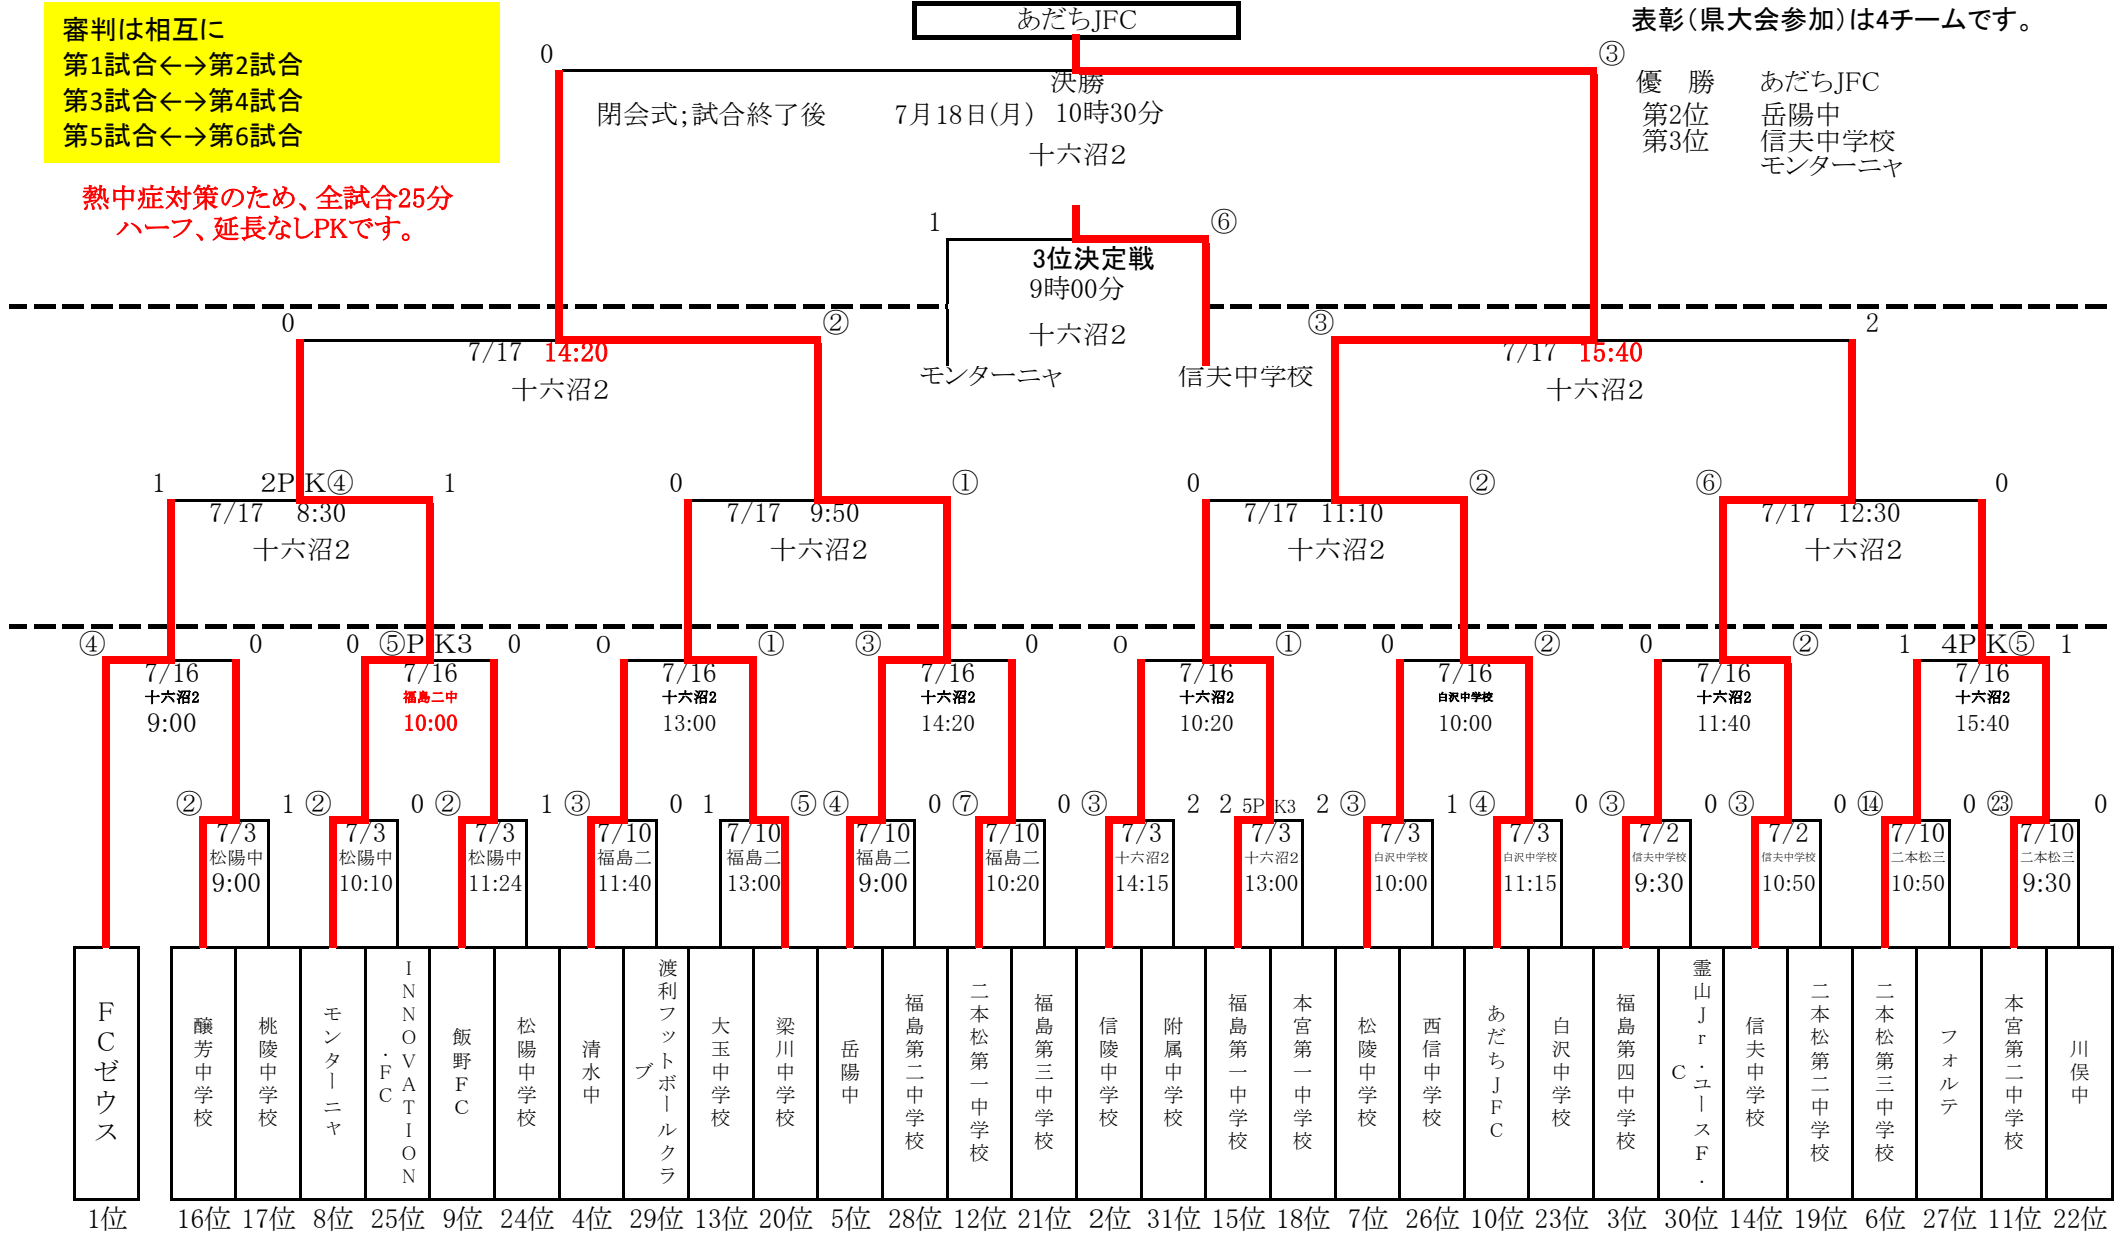 あだちJFC
審判は相互に
第1試合←→第2試合
第3試合←→第4試合
第5試合←→第6試合
熱中症対策のため、全試合25分
ハーフ、延長なしPKです。
表彰（県大会参加）は4チームです。
優　勝　あだちJFC
第2位　岳陽中
第3位　信夫中学校
モンターニャ
0　③
決勝
閉会式;試合終了後　7月18日(月)　10時30分
十六沼2
1　⑥
3位決定戦
9時00分
十六沼2
モンターニャ　信夫中学校
0　②　③　2
7/17　14:20　7/17　15:40
十六沼2　十六沼2
1　2PK④　1　0　①　0　②　⑥　0
7/17　8:30　7/17　9:50　7/17　11:10　7/17　12:30
十六沼2　十六沼2　十六沼2　十六沼2
④　0　0　⑤PK3　0　0　①　③　0　0　①　0　②　0　②　1　4PK⑤　1
7/16　7/16　7/16　7/16　7/16　7/16　7/16　7/16
十六沼2　福島二中　十六沼2　十六沼2　十六沼2　白沢中学校　十六沼2　十六沼2
9:00　10:00　13:00　14:20　10:20　10:00　11:40　15:40
②　1　②　0　②　1　③　0　1　⑤　④　0　⑦　0　③　2　2　5PK3　2　③　1　④　0　③　0　③　0　⑭　0　㉓　0
7/3　7/3　7/3　7/10　7/10　7/10　7/10　7/3　7/3　7/3　7/3　7/2　7/2　7/10　7/10
松陽中　松陽中　松陽中　福島二　福島二　福島二　福島二　十六沼2　十六沼2　白沢中学校　白沢中学校　信夫中学校　信夫中学校　二本松三　二本松三
9:00　10:10　11:24　11:40　13:00　9:00　10:20　14:15　13:00　10:00　11:15　9:30　10:50　10:50　9:30
FCゼウス
醸芳中学校
桃陵中学校
モンターニャ
INNOVATION
.FC
飯野FC
松陽中学校
清水中
渡利フットボールクラ
ブ
大玉中学校
梁川中学校
岳陽中
福島第二中学校
二本松第一中学校
福島第三中学校
信陵中学校
附属中学校
福島第一中学校
本宮第一中学校
松陵中学校
西信中学校
あだちJFC
白沢中学校
福島第四中学校
霊山Jr.ユースF.
C
信夫中学校
二本松第二中学校
二本松第三中学校
フォルテ
本宮第二中学校
川俣中
1位　16位　17位　8位　25位　9位　24位　4位　29位　13位　20位　5位　28位　12位　21位　2位　31位　15位　18位　7位　26位　10位　23位　3位　30位　14位　19位　6位　27位　11位　22位